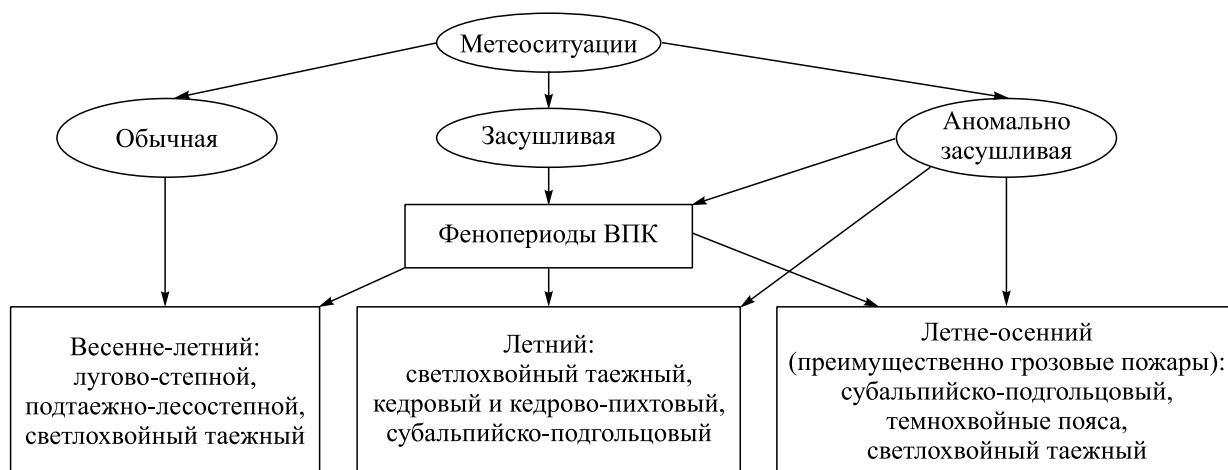 Метеоситуации
Обычная
Засушливая
Аномально
засушливая
Фенопериоды ВПК
Весенне-летний:
лугово-степной,
подтаежно-лесостепной,
светлохвойный таежный
Летний:
светлохвойный таежный,
кедровый и кедрово-пихтовый,
субальпийско-подгольцовый
Летне-осенний
(преимущественно грозовые пожары):
субальпийско-подгольцовый,
темнохвойные пояса,
светлохвойный таежный